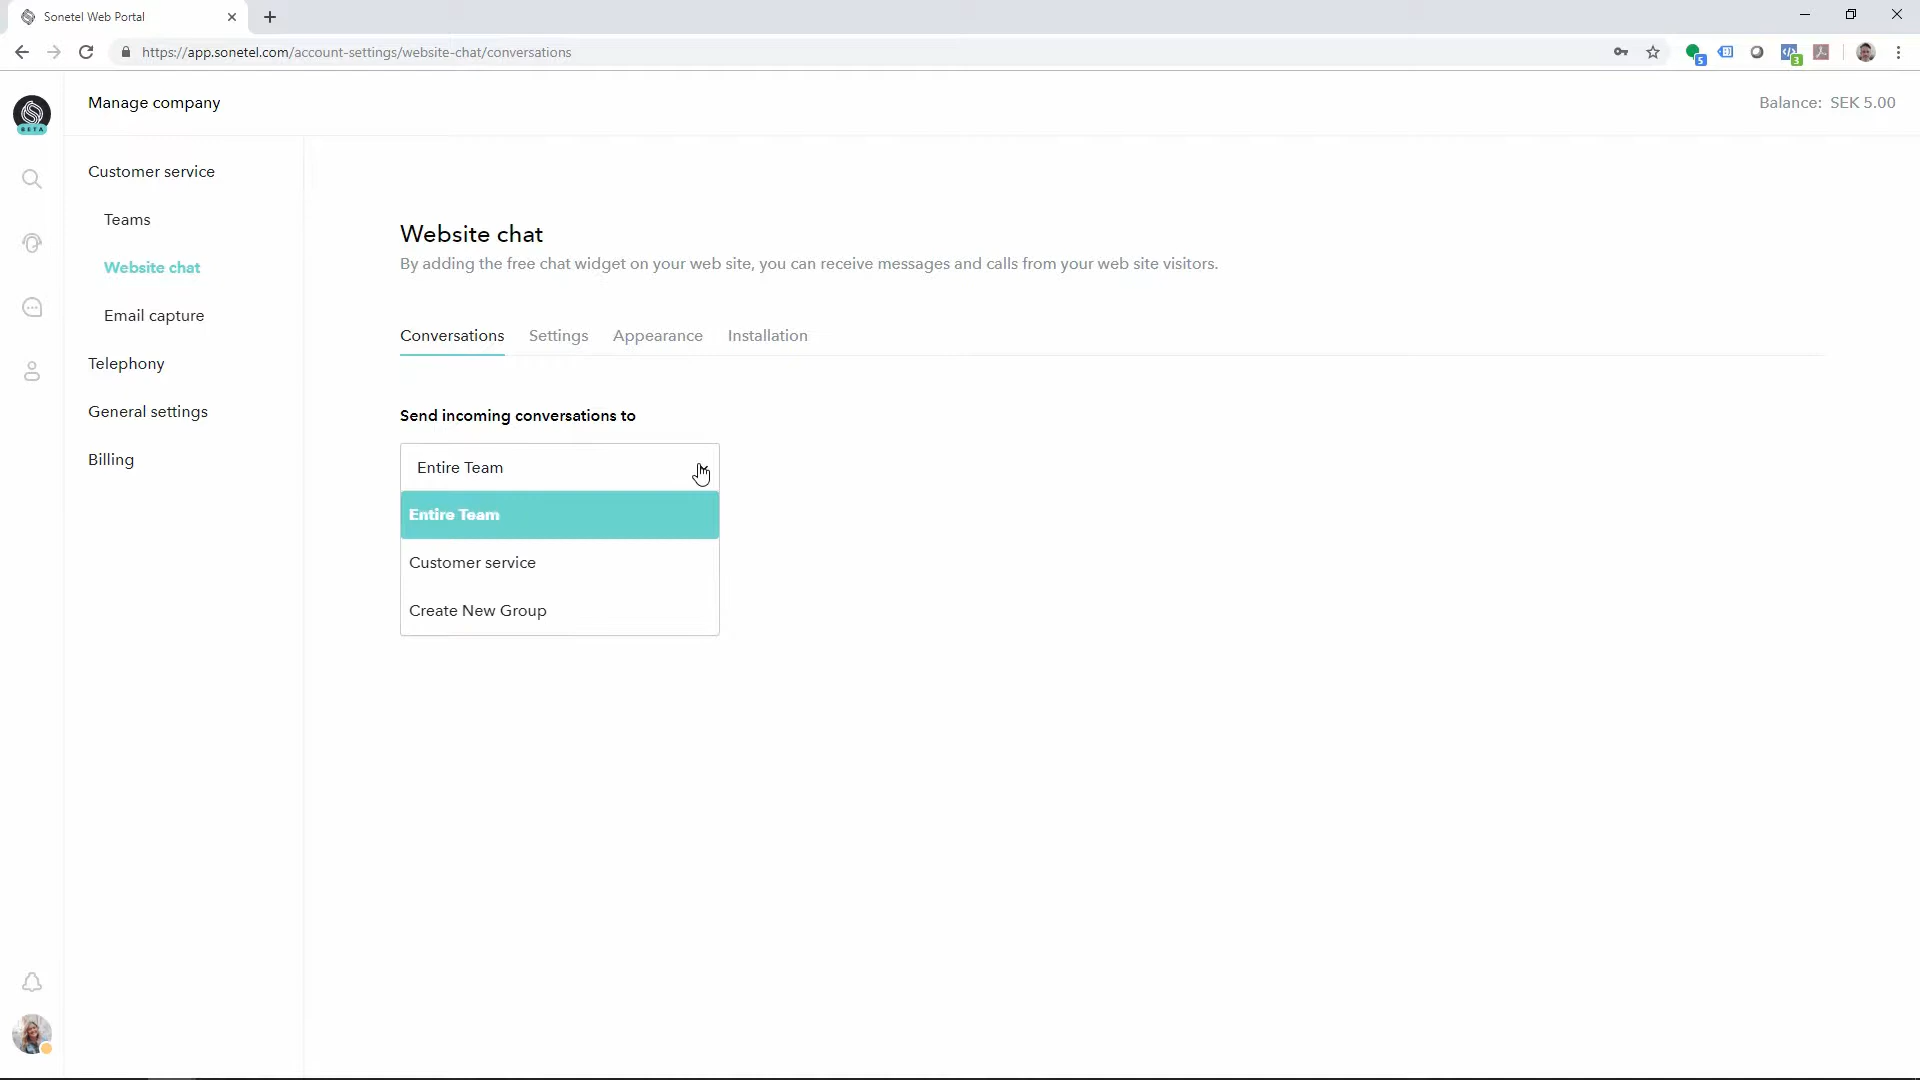 Sonetel Web Portal
https://app.sonetel.com/account-settings/website-chat/conversations
5
3
BETA
Manage company
Balance: SEK 5.00
Customer service
Teams
Website chat
Email capture
Telephony
General settings
Billing
Website chat
By adding the free chat widget on your web site, you can receive messages and calls from your web site visitors.
Conversations Settings Appearance Installation
Send incoming conversations to
Entire Team
Entire Team
Customer service
Create New Group